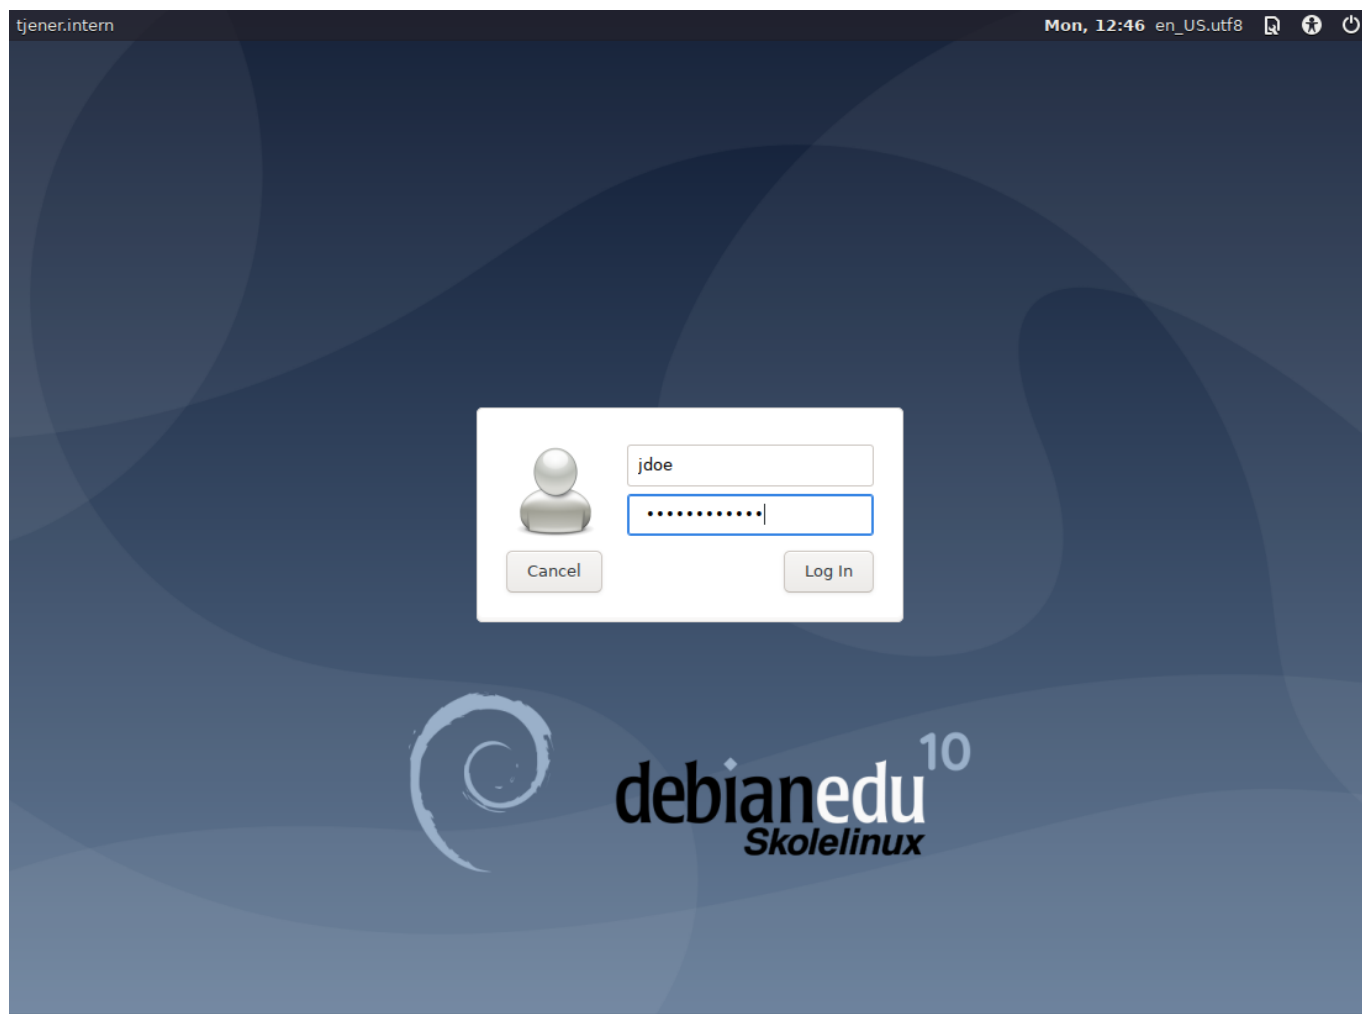 tjener.intern
Mon, 12:46 en_US.utf8
jdoe
••••••••••••
Cancel
Log In
debianedu 10
Skolelinux